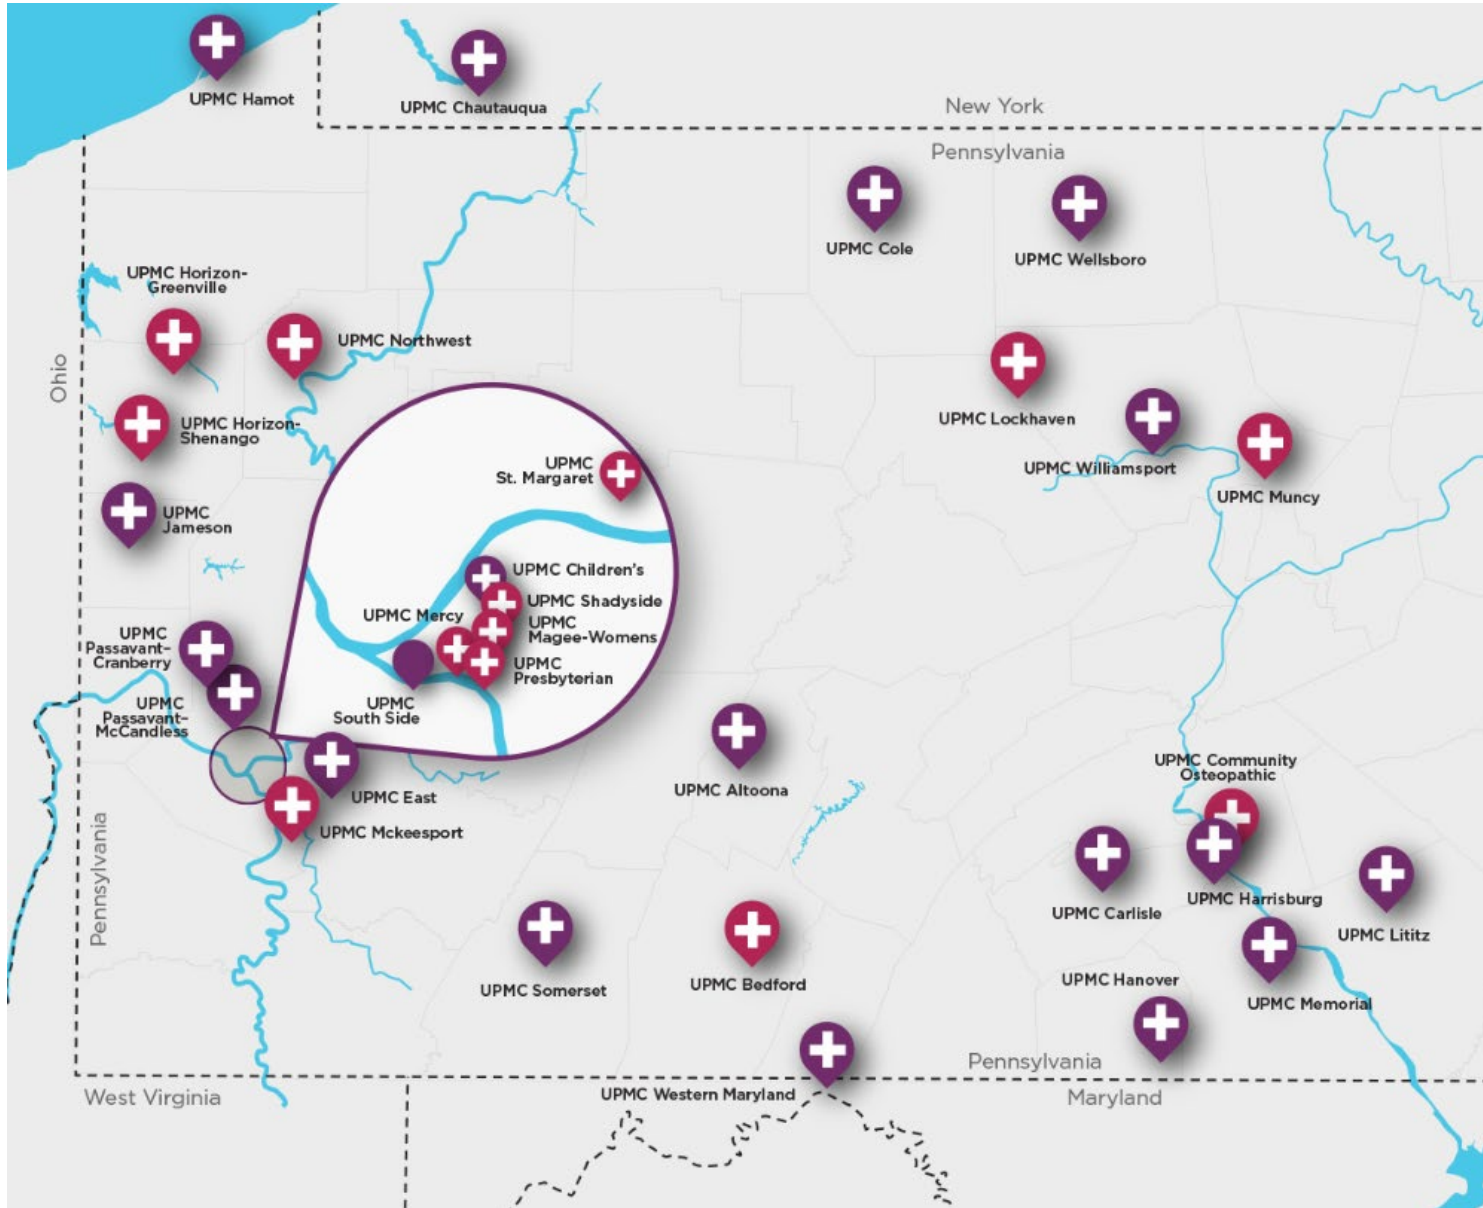 UPMC Hamot
UPMC Chautauqua
New York
Pennsylvania
UPMC Cole
UPMC Wellsboro
UPMC Horizon-
Greenville
UPMC Northwest
Ohio
UPMC Horizon-
Shenango
UPMC Lockhaven
UPMC Williamsport
UPMC Muncy
UPMC
St. Margaret
UPMC
Jameson
UPMC Children's
UPMC Shadyside
UPMC Mercy
UPMC
Magee-Womens
UPMC
Presbyterian
UPMC
South Side
UPMC
Passavant-
Cranberry
UPMC
Passavant-
McCandless
UPMC East
UPMC Mckeesport
UPMC Altoona
UPMC Community
Osteopathic
Pennsylvania
UPMC Carlisle
UPMC Harrisburg
UPMC Lititz
UPMC Somerset
UPMC Bedford
UPMC Hanover
UPMC Memorial
Pennsylvania
West Virginia
UPMC Western Maryland
Maryland